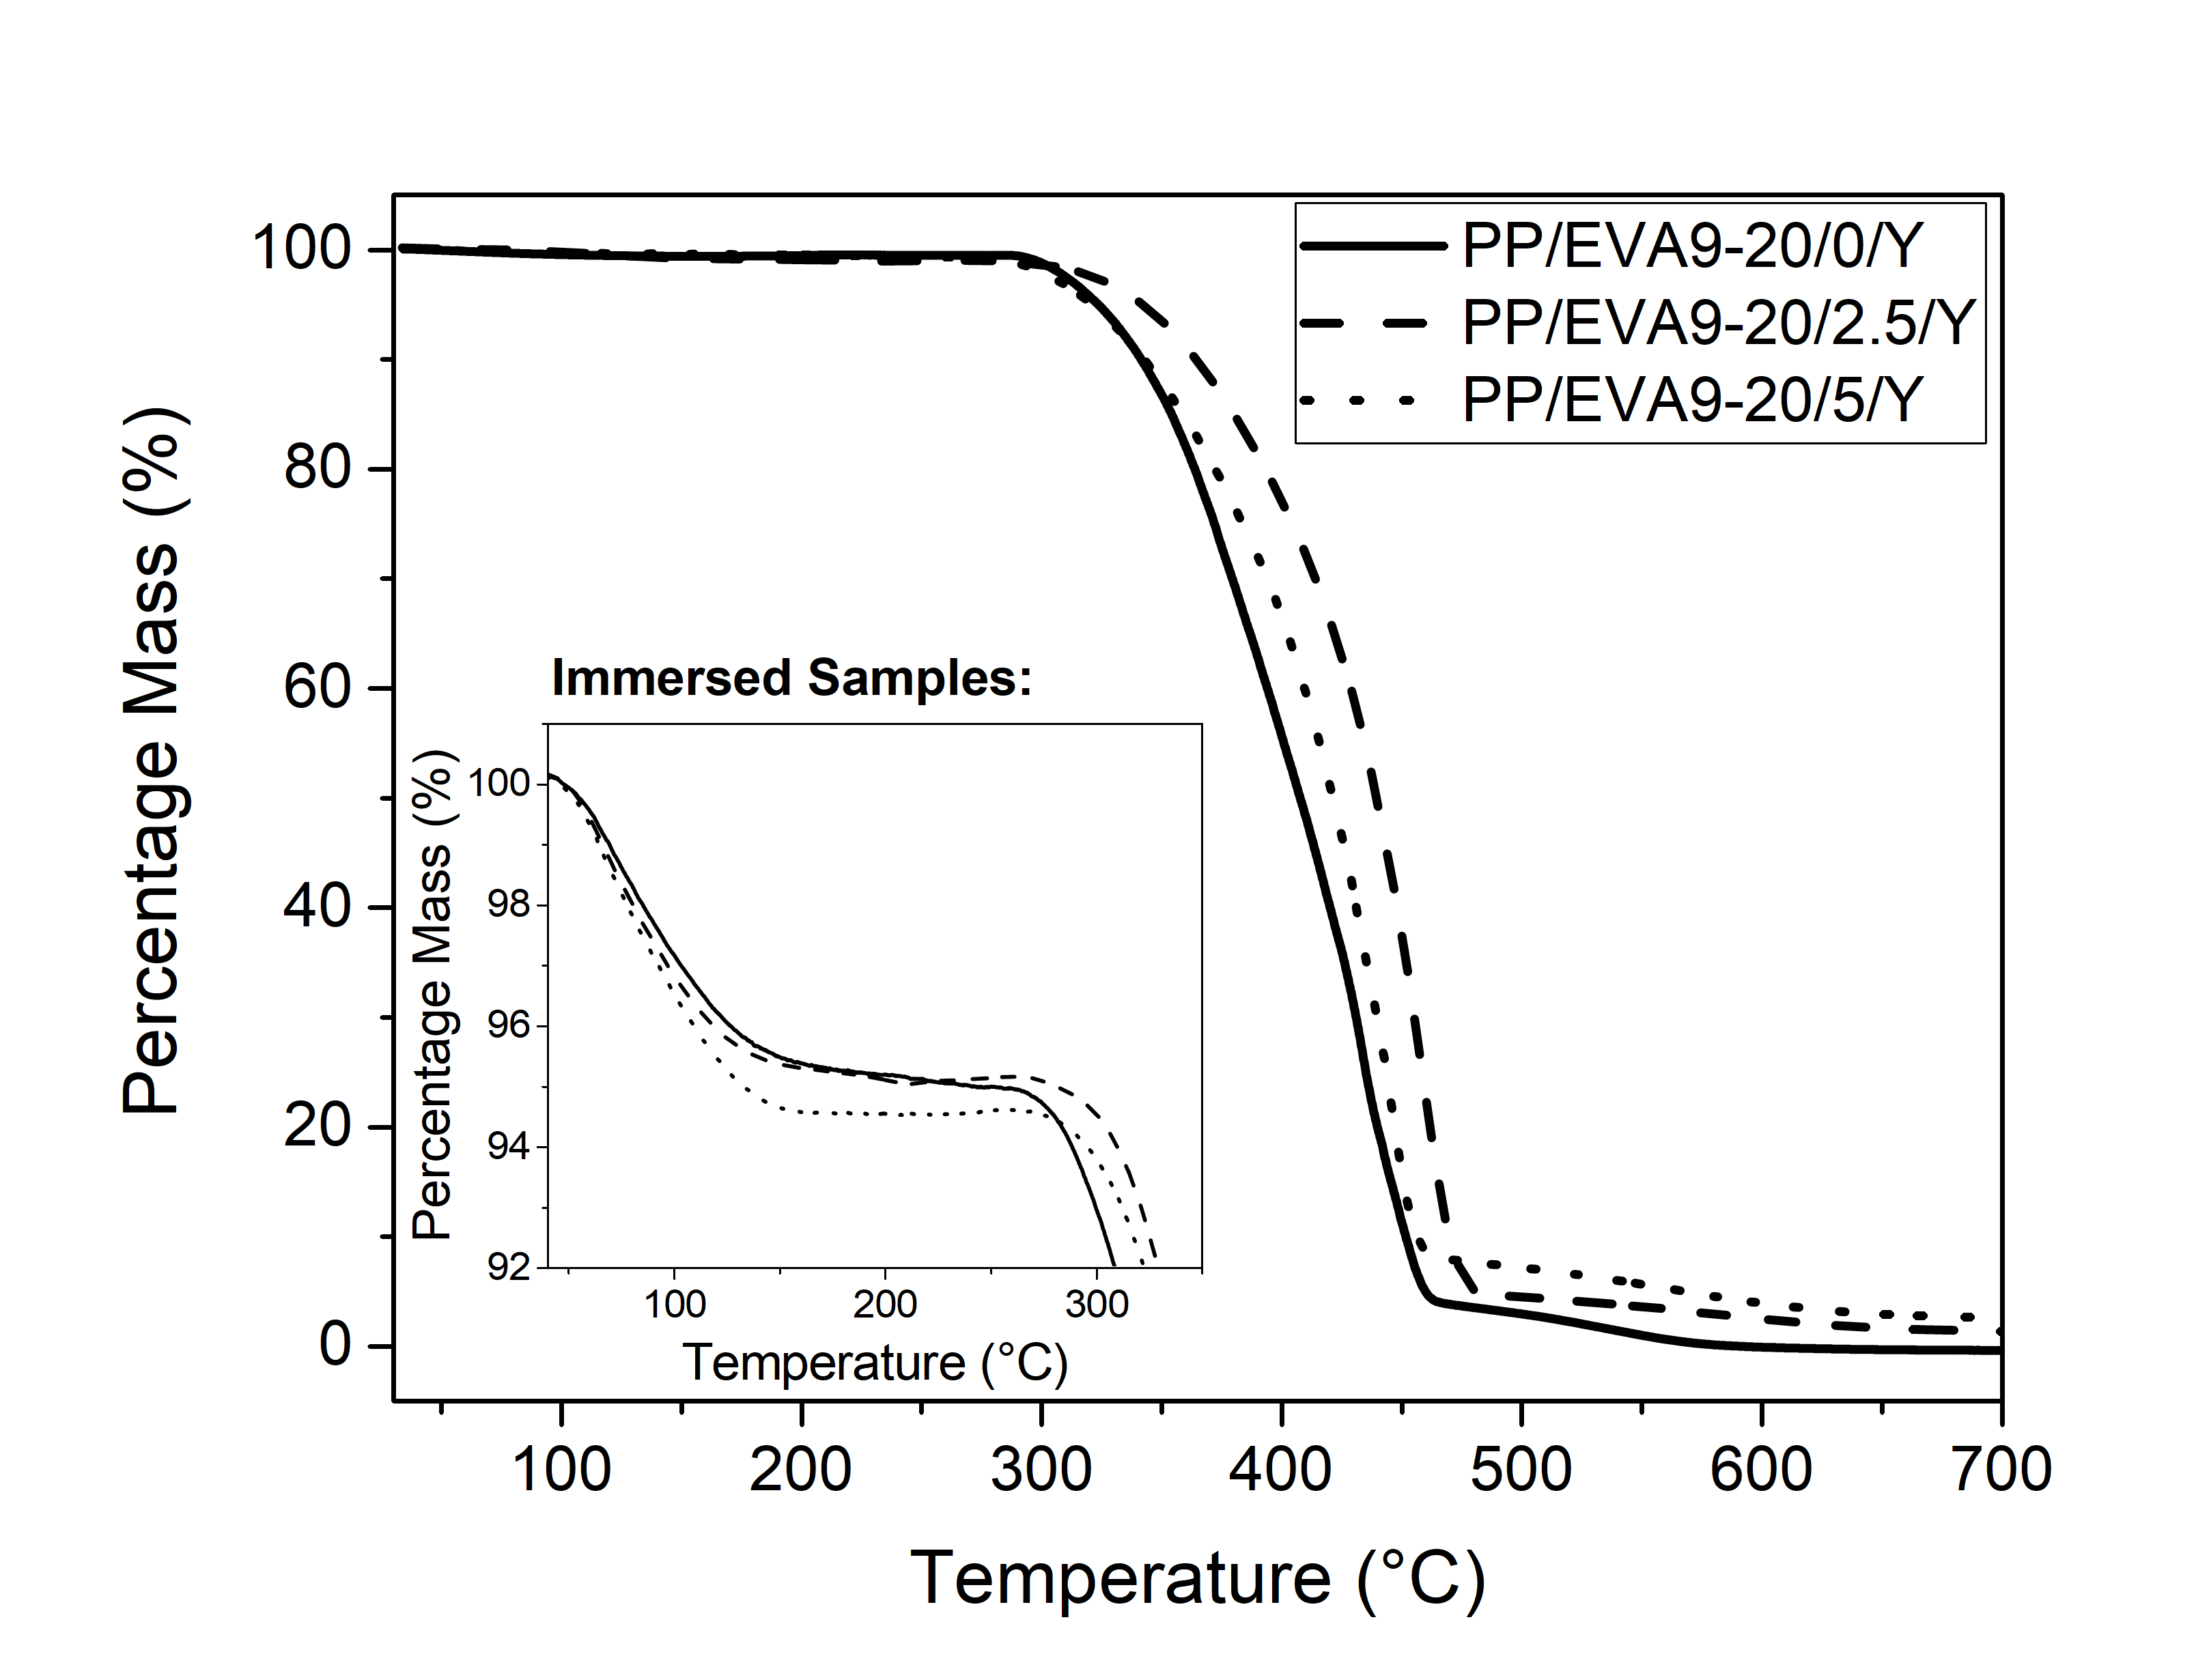 PP/EVA9-20/0/Y
PP/EVA9-20/2.5/Y
PP/EVA9-20/5/Y
Percentage Mass (%)
100
80
60
40
20
0
Immersed Samples:
Percentage Mass (%)
100
98
96
94
92
100 200 300
Temperature (°C)
100 200 300 400 500 600 700
Temperature (°C)